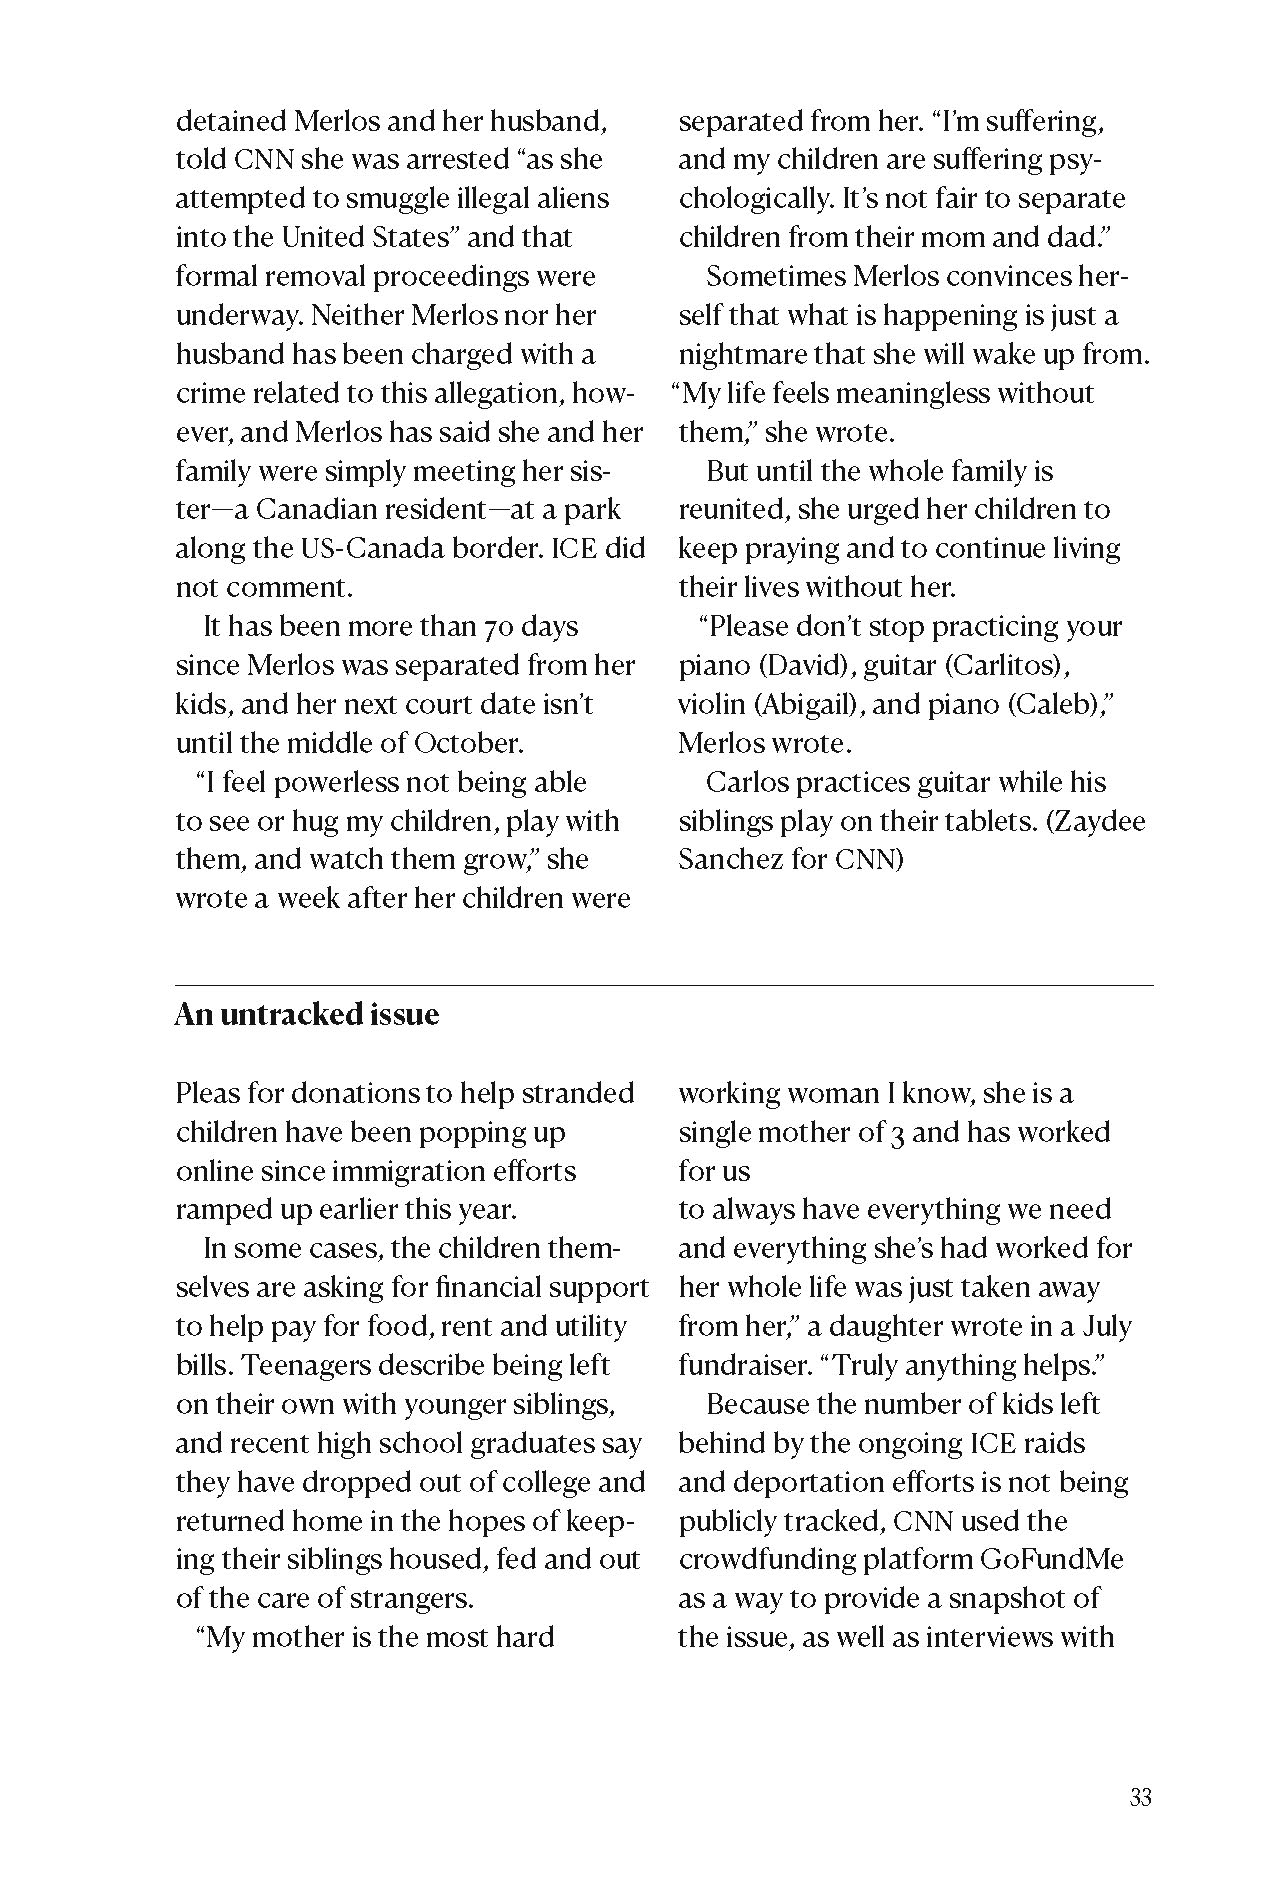 detained Merlos and her husband,
told CNN she was arrested “as she
attempted to smuggle illegal aliens
into the United States” and that
formal removal proceedings were
underway. Neither Merlos nor her
husband has been charged with a
crime related to this allegation, how-
ever, and Merlos has said she and her
family were simply meeting her sis-
ter—a Canadian resident—at a park
along the US-Canada border. ICE did
not comment.
It has been more than 70 days
since Merlos was separated from her
kids, and her next court date isn’t
until the middle of October.
“I feel powerless not being able
to see or hug my children, play with
them, and watch them grow,” she
wrote a week after her children were
separated from her. “I’m suffering,
and my children are suffering psy-
chologically. It’s not fair to separate
children from their mom and dad.”
Sometimes Merlos convinces her-
self that what is happening is just a
nightmare that she will wake up from.
“My life feels meaningless without
them,” she wrote.
But until the whole family is
reunited, she urged her children to
keep praying and to continue living
their lives without her.
“Please don’t stop practicing your
piano (David), guitar (Carlitos),
violin (Abigail), and piano (Caleb),”
Merlos wrote.
Carlos practices guitar while his
siblings play on their tablets. (Zaydee
Sanchez for CNN)
An untracked issue
Pleas for donations to help stranded
children have been popping up
online since immigration efforts
ramped up earlier this year.
In some cases, the children them-
selves are asking for financial support
to help pay for food, rent and utility
bills. Teenagers describe being left
on their own with younger siblings,
and recent high school graduates say
they have dropped out of college and
returned home in the hopes of keep-
ing their siblings housed, fed and out
of the care of strangers.
“My mother is the most hard
working woman I know, she is a
single mother of 3 and has worked
for us
to always have everything we need
and everything she’s had worked for
her whole life was just taken away
from her,” a daughter wrote in a July
fundraiser. “Truly anything helps.”
Because the number of kids left
behind by the ongoing ICE raids
and deportation efforts is not being
publicly tracked, CNN used the
crowdfunding platform GoFundMe
as a way to provide a snapshot of
the issue, as well as interviews with
33